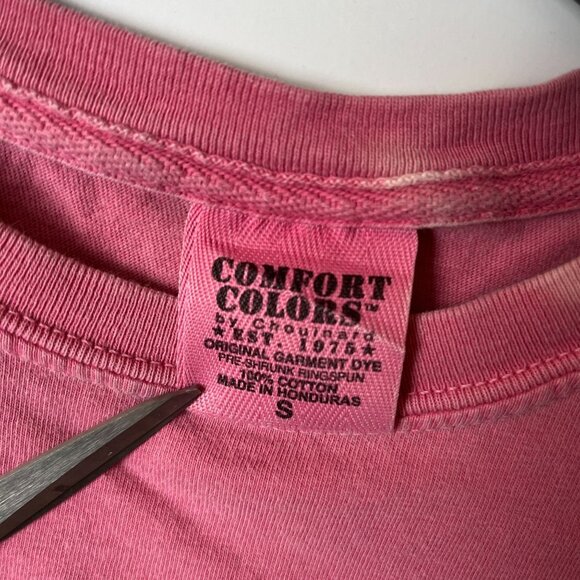 COMFORT
COLORS™
by Chouinard
★ EST. 1975 ★
ORIGINAL GARMENT DYE
PRE-SHRUNK RINGSPUN
100% COTTON
MADE IN HONDURAS
S